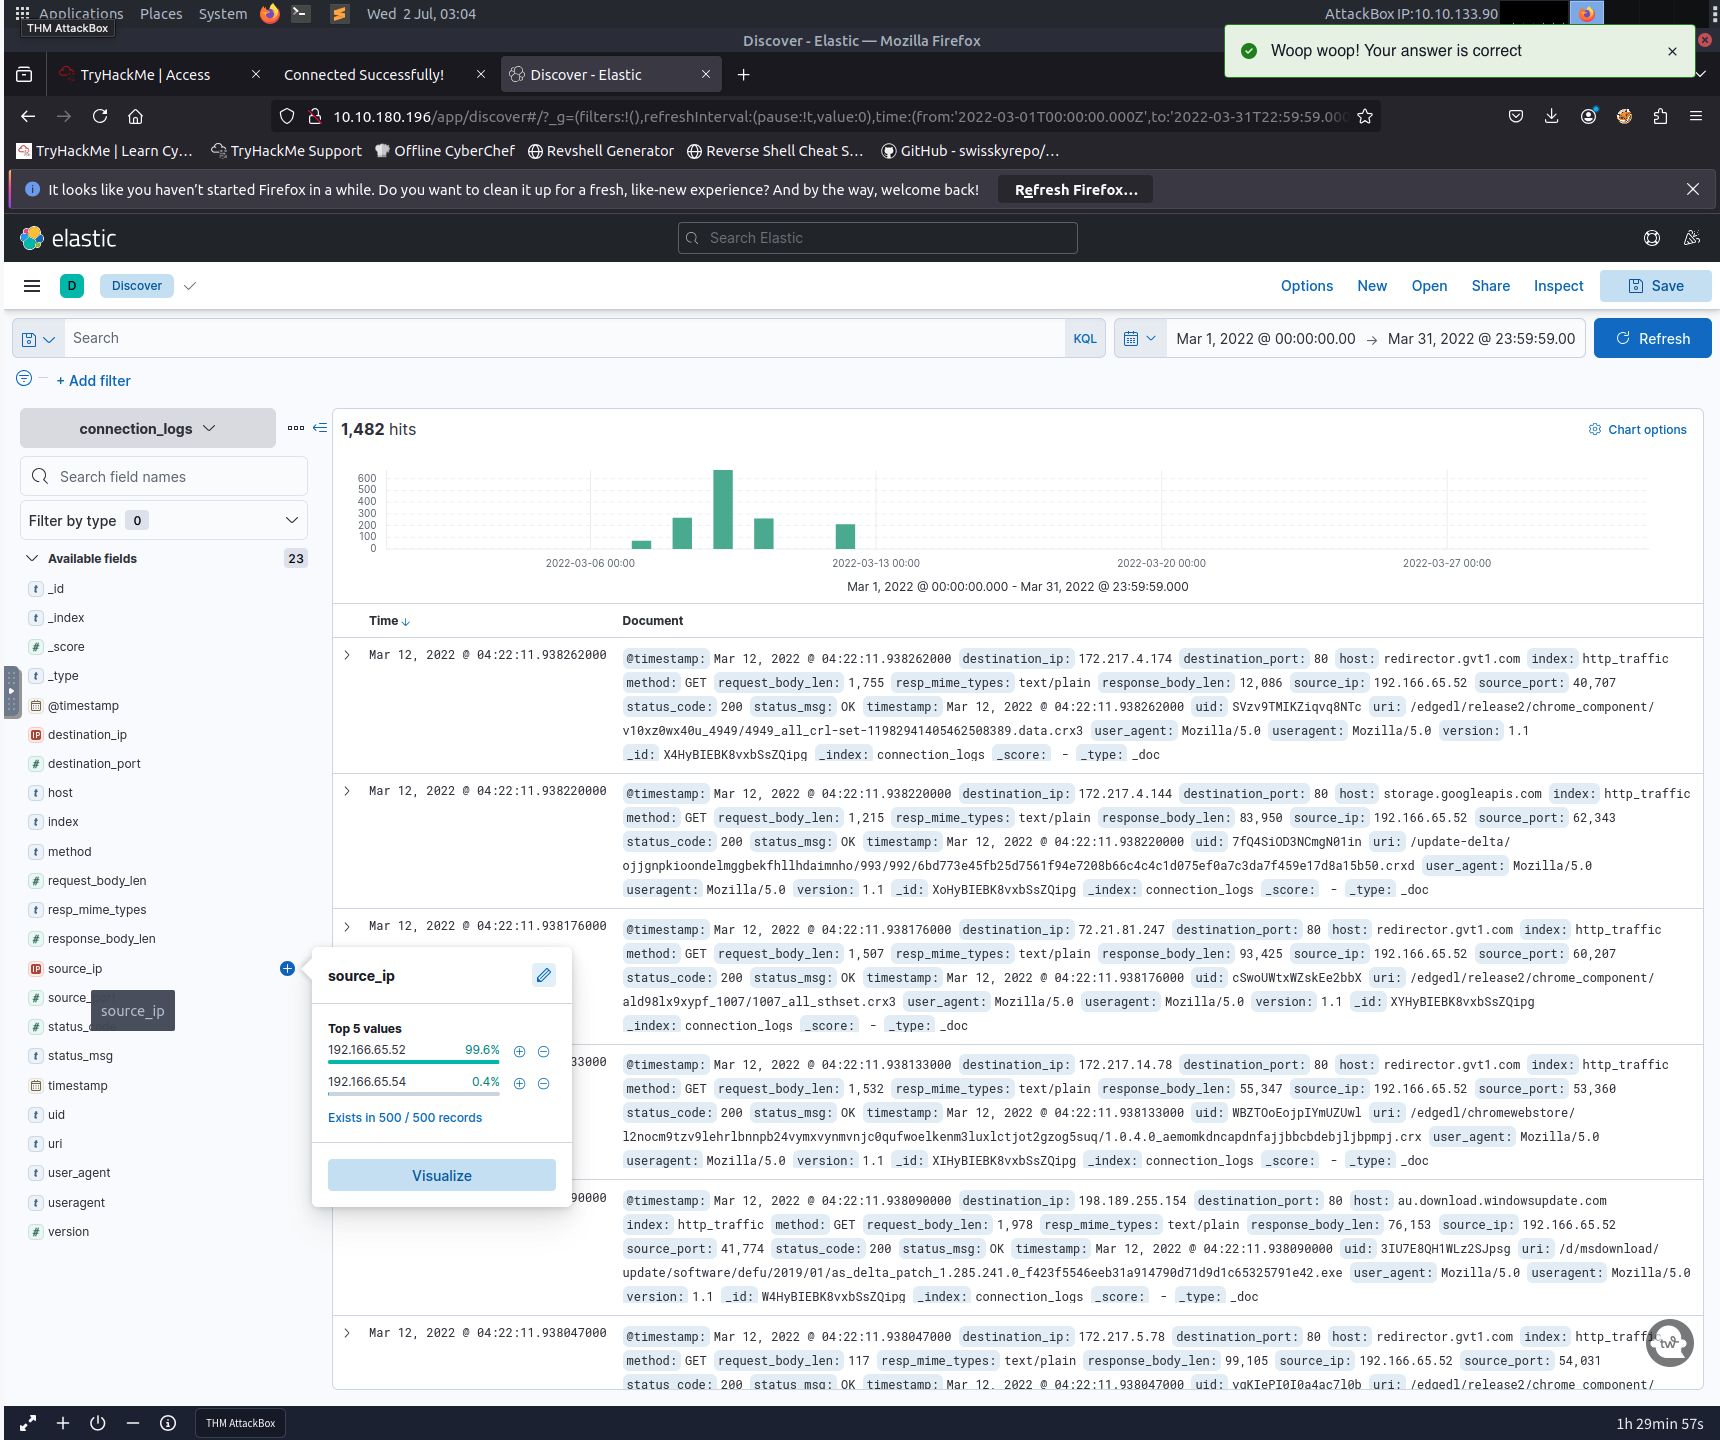 Applications Places System Wed 2 Jul, 03:04 AttackBox IP:10.10.133.90
THM AttackBox
Discover - Elastic — Mozilla Firefox
Woop woop! Your answer is correct
TryHackMe | Access
Connected Successfully!
Discover - Elastic
10.10.180.196/app/discover#/?_g=(filters:!(),refreshInterval:(pause:!t,value:0),time:(from:'2022-03-01T00:00:00.000Z',to:'2022-03-31T22:59:59.000
TryHackMe | Learn Cy… TryHackMe Support Offline CyberChef Revshell Generator Reverse Shell Cheat S… GitHub - swisskyrepo/…
It looks like you haven't started Firefox in a while. Do you want to clean it up for a fresh, like-new experience? And by the way, welcome back! Refresh Firefox…
elastic
Search Elastic
D Discover Options New Open Share Inspect Save
Search KQL Mar 1, 2022 @ 00:00:00.00 → Mar 31, 2022 @ 23:59:59.00 Refresh
+ Add filter
connection_logs
Search field names
Filter by type 0
Available fields 23
t _id
t _index
# _score
t _type
@timestamp
IP destination_ip
# destination_port
t host
t index
t method
# request_body_len
t resp_mime_types
# response_body_len
IP source_ip
# source_
source_ip
# status_
t status_msg
timestamp
t uid
t uri
t user_agent
t useragent
# version
source_ip
Top 5 values
192.166.65.52 99.6%
192.166.65.54 0.4%
Exists in 500 / 500 records
Visualize
1,482 hits
Chart options
600
500
400
300
200
100
0
2022-03-06 00:00 2022-03-13 00:00 2022-03-20 00:00 2022-03-27 00:00
Mar 1, 2022 @ 00:00:00.000 - Mar 31, 2022 @ 23:59:59.000
Time Document
Mar 12, 2022 @ 04:22:11.938262000
@timestamp: Mar 12, 2022 @ 04:22:11.938262000 destination_ip: 172.217.4.174 destination_port: 80 host: redirector.gvt1.com index: http_traffic
method: GET request_body_len: 1,755 resp_mime_types: text/plain response_body_len: 12,086 source_ip: 192.166.65.52 source_port: 40,707
status_code: 200 status_msg: OK timestamp: Mar 12, 2022 @ 04:22:11.938262000 uid: SVzv9TMIKZiqvq8NTc uri: /edgedl/release2/chrome_component/
v10xz0wx40u_4949/4949_all_crl-set-11982941405462508389.data.crx3 user_agent: Mozilla/5.0 useragent: Mozilla/5.0 version: 1.1
_id: X4HyBIEBK8vxbSsZQipg _index: connection_logs _score: - _type: _doc
Mar 12, 2022 @ 04:22:11.938220000
@timestamp: Mar 12, 2022 @ 04:22:11.938220000 destination_ip: 172.217.4.144 destination_port: 80 host: storage.googleapis.com index: http_traffic
method: GET request_body_len: 1,215 resp_mime_types: text/plain response_body_len: 83,950 source_ip: 192.166.65.52 source_port: 62,343
status_code: 200 status_msg: OK timestamp: Mar 12, 2022 @ 04:22:11.938220000 uid: 7fQ4SiOD3NCmgN01in uri: /update-delta/
ojjgnpkioondelmggbekfhllhdaimnho/993/992/6bd773e45fb25d7561f94e7208b66c4c4c1d075ef0a7c3da7f459e17d8a15b50.crxd user_agent: Mozilla/5.0
useragent: Mozilla/5.0 version: 1.1 _id: XoHyBIEBK8vxbSsZQipg _index: connection_logs _score: - _type: _doc
Mar 12, 2022 @ 04:22:11.938176000
@timestamp: Mar 12, 2022 @ 04:22:11.938176000 destination_ip: 72.21.81.247 destination_port: 80 host: redirector.gvt1.com index: http_traffic
method: GET request_body_len: 1,507 resp_mime_types: text/plain response_body_len: 93,425 source_ip: 192.166.65.52 source_port: 60,207
status_code: 200 status_msg: OK timestamp: Mar 12, 2022 @ 04:22:11.938176000 uid: cSwoUWtxWZskEe2bbX uri: /edgedl/release2/chrome_component/
ald98lx9xypf_1007/1007_all_sthset.crx3 user_agent: Mozilla/5.0 useragent: Mozilla/5.0 version: 1.1 _id: XYHyBIEBK8vxbSsZQipg
_index: connection_logs _score: - _type: _doc
33000
@timestamp: Mar 12, 2022 @ 04:22:11.938133000 destination_ip: 172.217.14.78 destination_port: 80 host: redirector.gvt1.com index: http_traffic
method: GET request_body_len: 1,532 resp_mime_types: text/plain response_body_len: 55,347 source_ip: 192.166.65.52 source_port: 53,360
status_code: 200 status_msg: OK timestamp: Mar 12, 2022 @ 04:22:11.938133000 uid: WBZTOoEojpIYmUZUwl uri: /edgedl/chromewebstore/
l2nocm9tzv9lehrlbnnpb24vymxvynmvnjc0qufwoelkenm3luxlctjot2gzog5suq/1.0.4.0_aemomkdncapdnfajjbbcbdebjljbpmpj.crx user_agent: Mozilla/5.0
useragent: Mozilla/5.0 version: 1.1 _id: XIHyBIEBK8vxbSsZQipg _index: connection_logs _score: - _type: _doc
90000
@timestamp: Mar 12, 2022 @ 04:22:11.938090000 destination_ip: 198.189.255.154 destination_port: 80 host: au.download.windowsupdate.com
index: http_traffic method: GET request_body_len: 1,978 resp_mime_types: text/plain response_body_len: 76,153 source_ip: 192.166.65.52
source_port: 41,774 status_code: 200 status_msg: OK timestamp: Mar 12, 2022 @ 04:22:11.938090000 uid: 3IU7E8QH1WLz2SJpsg uri: /d/msdownload/
update/software/defu/2019/01/as_delta_patch_1.285.241.0_f423f5546eeb31a914790d71d9d1c65325791e42.exe user_agent: Mozilla/5.0 useragent: Mozilla/5.0
version: 1.1 _id: W4HyBIEBK8vxbSsZQipg _index: connection_logs _score: - _type: _doc
Mar 12, 2022 @ 04:22:11.938047000
@timestamp: Mar 12, 2022 @ 04:22:11.938047000 destination_ip: 172.217.5.78 destination_port: 80 host: redirector.gvt1.com index: http_traffic
method: GET request_body_len: 117 resp_mime_types: text/plain response_body_len: 99,105 source_ip: 192.166.65.52 source_port: 54,031
status_code: 200 status_msg: OK timestamp: Mar 12, 2022 @ 04:22:11.938047000 uid: vgKIePI0I0a4ac7l0b uri: /edgedl/release2/chrome_component/
THM AttackBox 1h 29min 57s